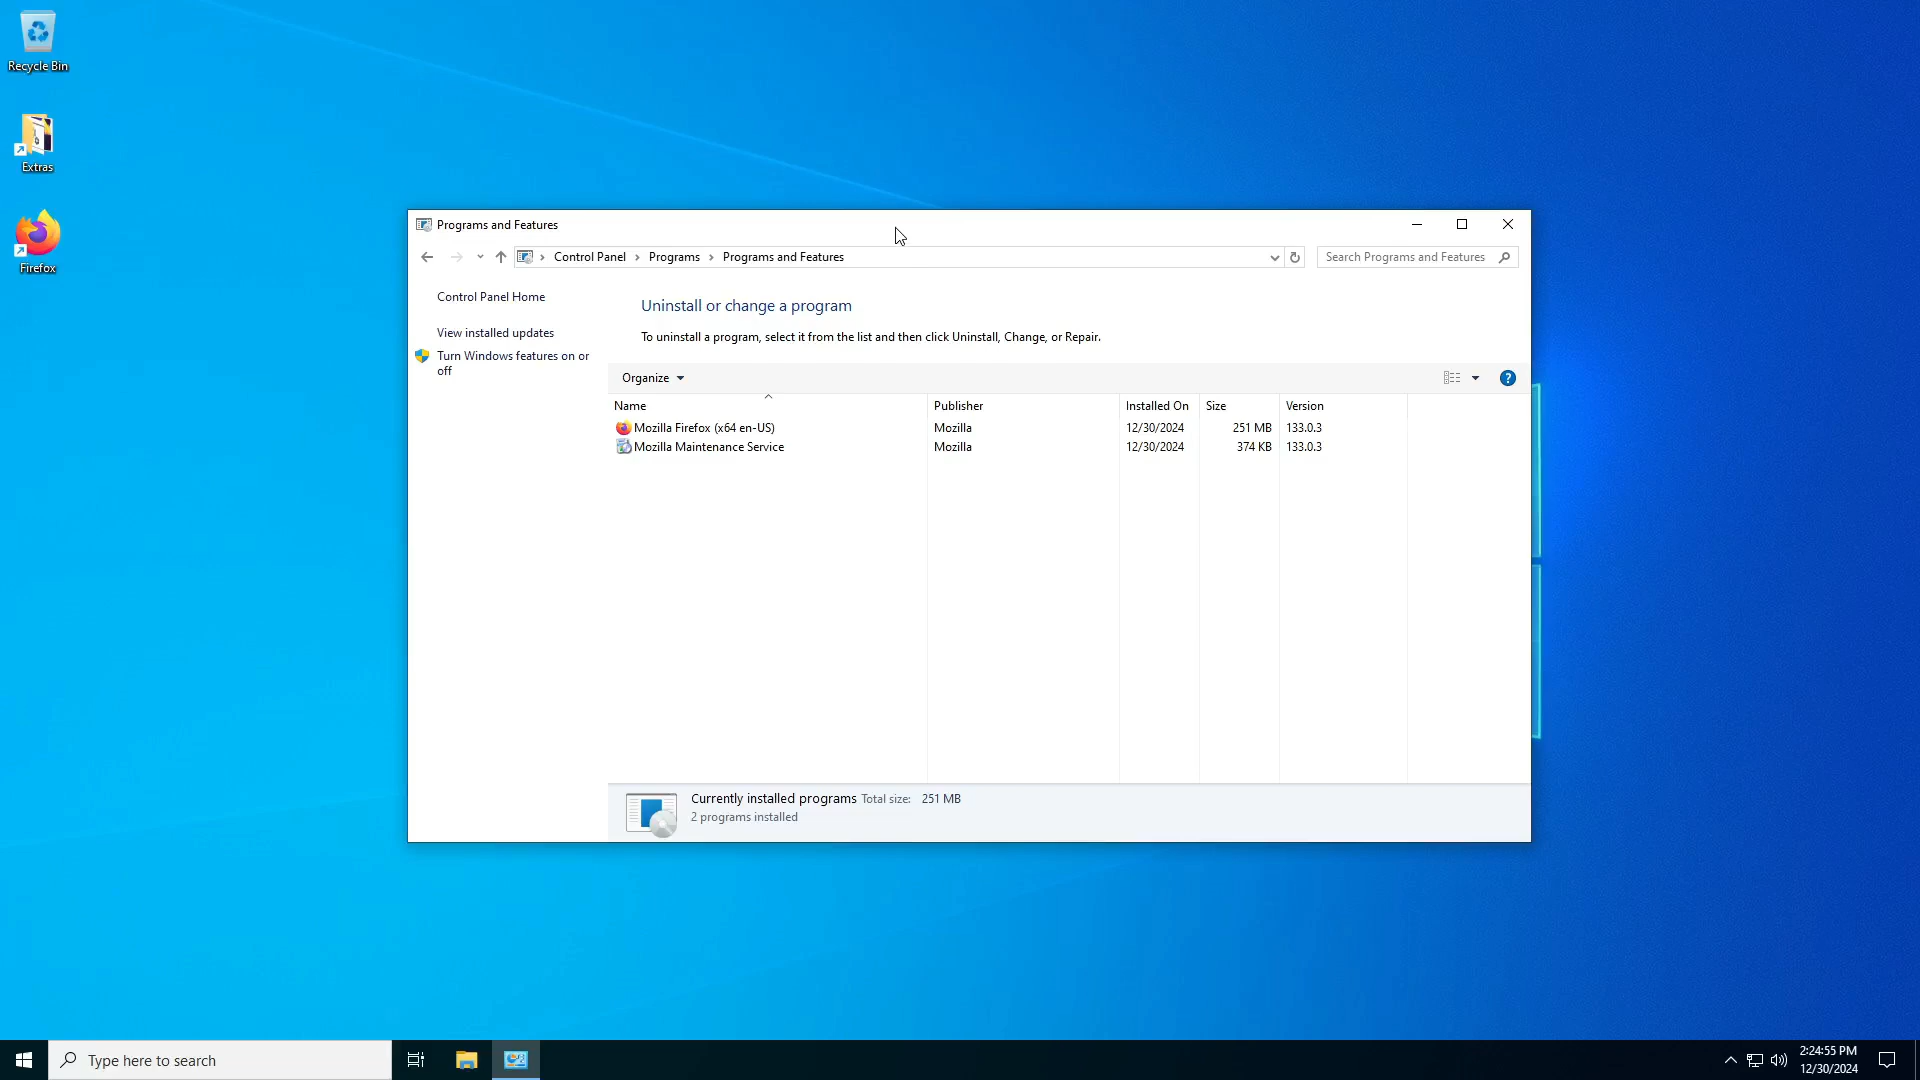 Recycle Bin
Extras
Firefox
Programs and Features
Control Panel
Programs
Programs and Features
Search Programs and Features
Control Panel Home
View installed updates
Turn Windows features on or
off
Uninstall or change a program
To uninstall a program, select it from the list and then click Uninstall, Change, or Repair.
Organize
?
Name Publisher Installed On Size Version
Mozilla Firefox (x64 en-US) Mozilla 12/30/2024 251 MB 133.0.3
Mozilla Maintenance Service Mozilla 12/30/2024 374 KB 133.0.3
Currently installed programs Total size: 251 MB
2 programs installed
Type here to search
2:24:55 PM
12/30/2024